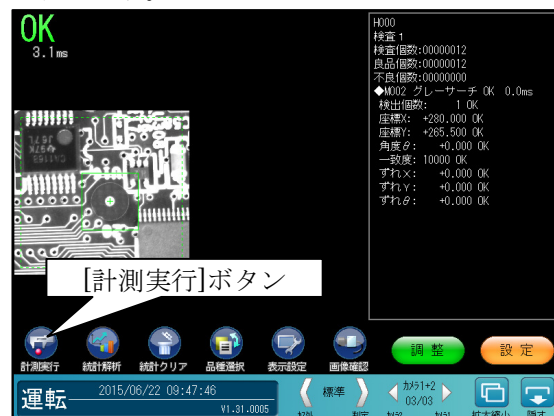 OK
3.1ms
H000
検査 1
検査個数:00000012
良品個数:00000012
不良個数:00000000
◆M002 グレーサーチ OK 0.0ms
検出個数: 1 OK
座標X: +280.000 OK
座標Y: +265.500 OK
角度θ: +0.000 OK
一致度: 10000 OK
ずれX: +0.000 OK
ずれY: +0.000 OK
ずれθ: +0.000 OK
[計測実行]ボタン
計測実行
統計解析
統計クリア
品種選択
表示設定
画像確認
調 整
設 定
運転
2015/06/22 09:47:46
V1.31.0005
標準
カメラ1+2
03/03